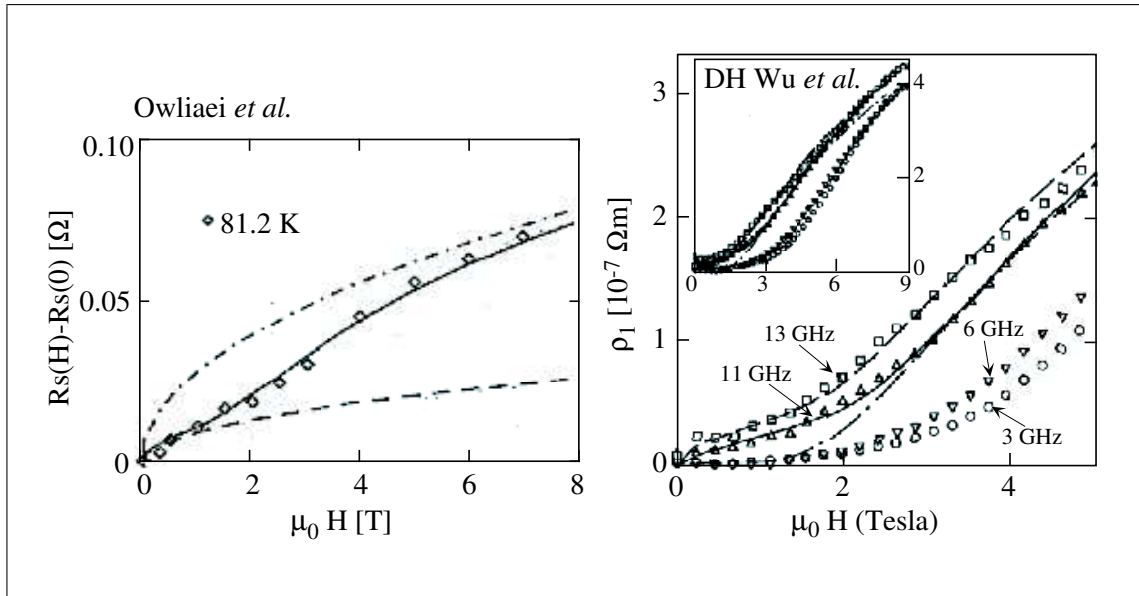 Owliaei et al.
0.10
0.05
0
Rs(H)-Rs(0) [Ω]
81.2 K
0 2 4 6 8
μ0 H [T]
DH Wu et al.
4
2
0
0 3 6 9
3
2
1
0
ρ1 [10-7 Ωm]
13 GHz
11 GHz
6 GHz
3 GHz
0 2 4
μ0 H (Tesla)